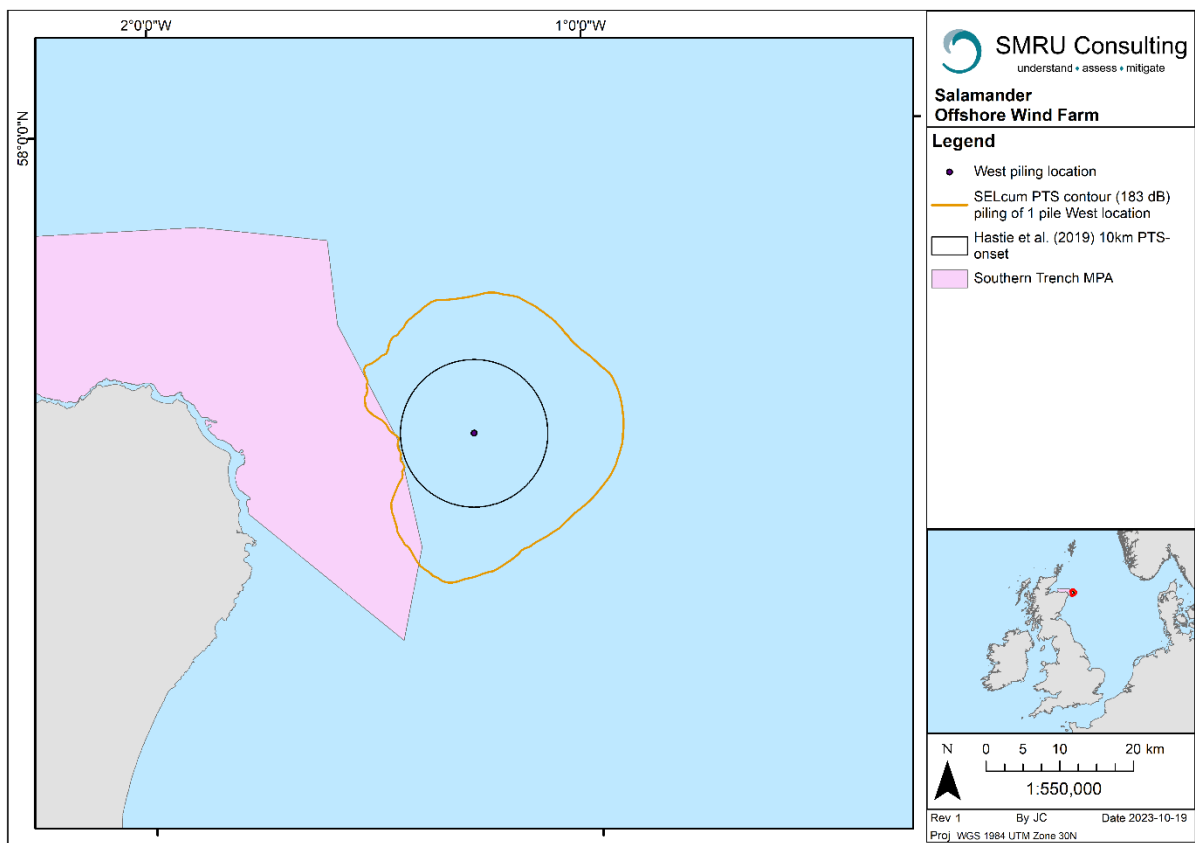 2°0'0"W
1°0'0"W
58°0'0"N
SMRU Consulting
understand • assess • mitigate
Salamander
Offshore Wind Farm
Legend
West piling location
SELcum PTS contour (183 dB)
piling of 1 pile West location
Hastie et al. (2019) 10km PTS-
onset
Southern Trench MPA
N
0 5 10 20 km
1:550,000
Rev 1 By JC Date 2023-10-19
Proj WGS 1984 UTM Zone 30N